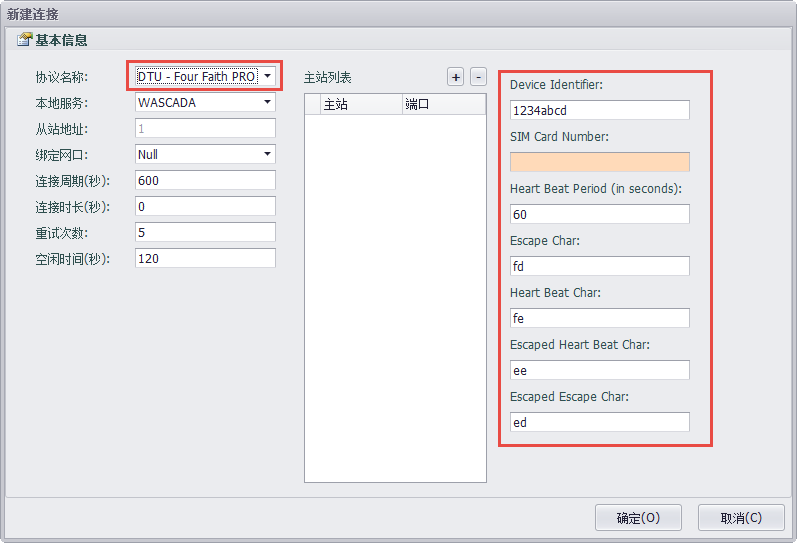 新建连接
基本信息
协议名称:
DTU - Four Faith PRO
本地服务:
WASCADA
从站地址:
1
绑定网口:
Null
连接周期(秒):
600
连接时长(秒):
0
重试次数:
5
空闲时间(秒):
120
主站列表
+
-
主站
端口
Device Identifier:
1234abcd
SIM Card Number:
Heart Beat Period (in seconds):
60
Escape Char:
fd
Heart Beat Char:
fe
Escaped Heart Beat Char:
ee
Escaped Escape Char:
ed
确定(O)
取消(C)